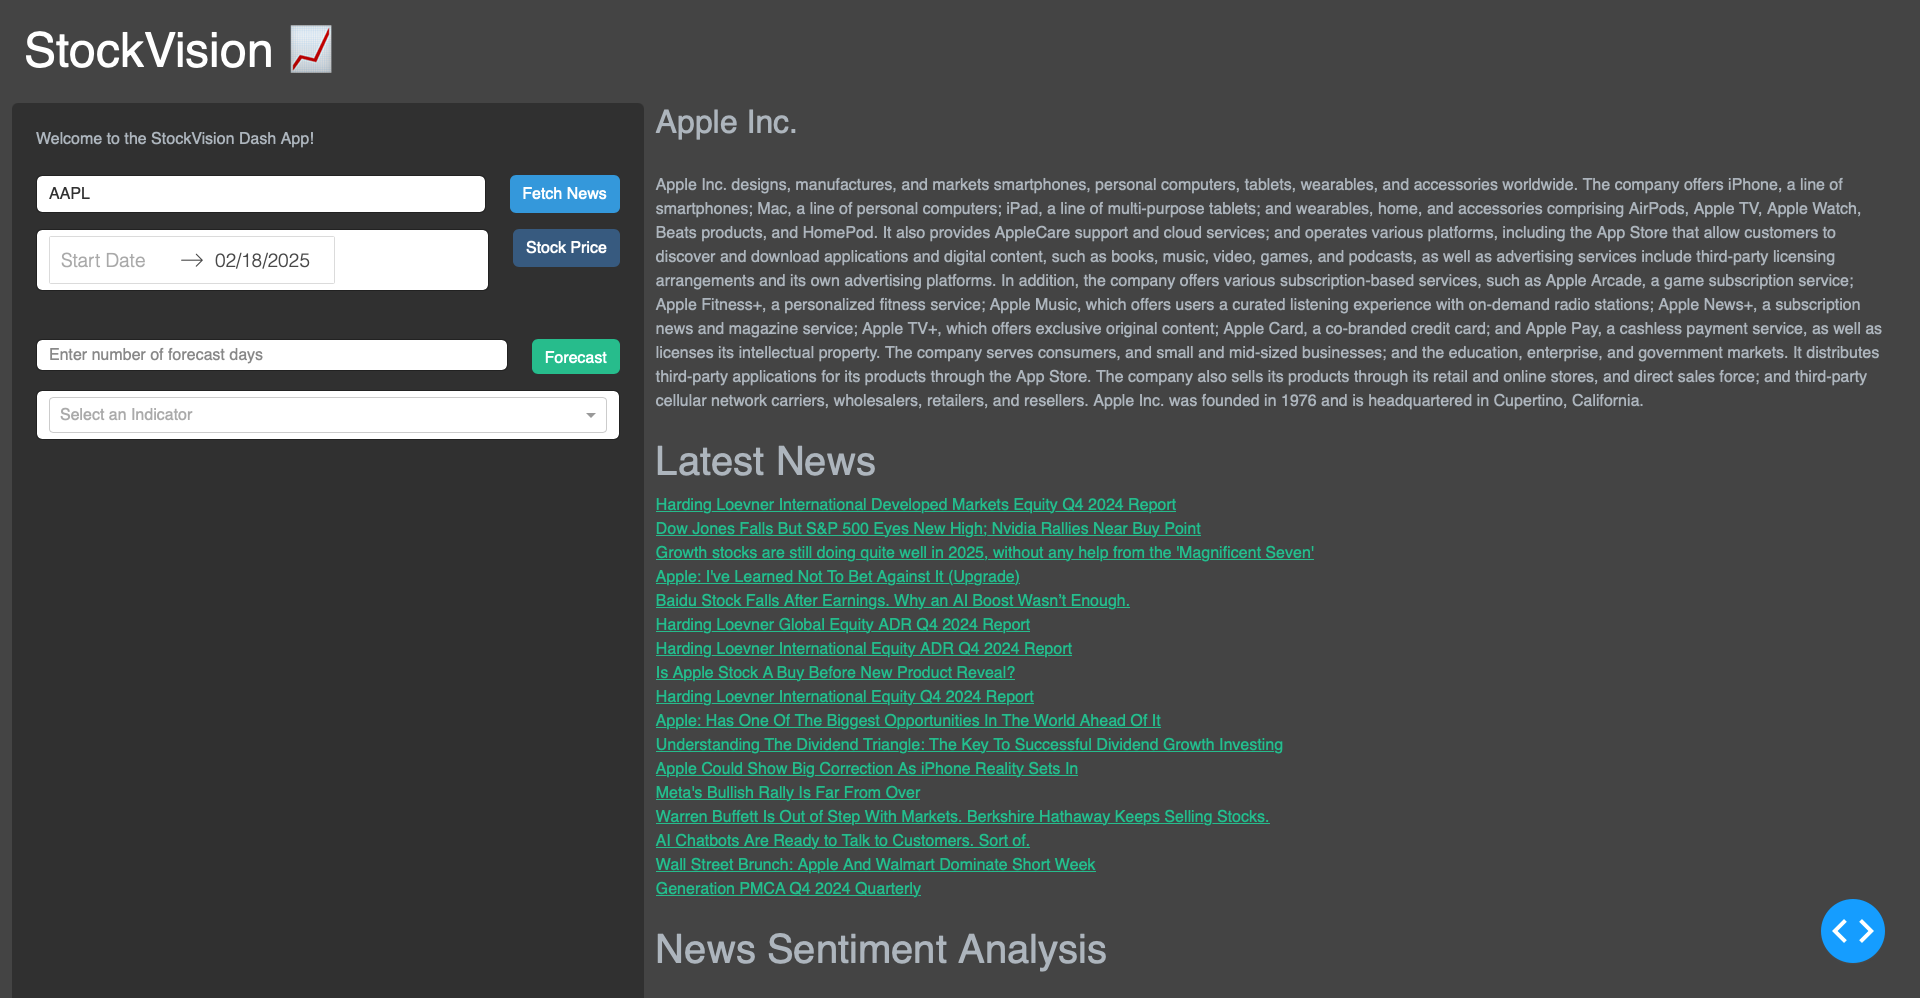 StockVision
Welcome to the StockVision Dash App!
AAPL
Fetch News
Start Date → 02/18/2025
Stock Price
Enter number of forecast days
Forecast
Select an Indicator
Apple Inc.
Apple Inc. designs, manufactures, and markets smartphones, personal computers, tablets, wearables, and accessories worldwide. The company offers iPhone, a line of
smartphones; Mac, a line of personal computers; iPad, a line of multi-purpose tablets; and wearables, home, and accessories comprising AirPods, Apple TV, Apple Watch,
Beats products, and HomePod. It also provides AppleCare support and cloud services; and operates various platforms, including the App Store that allow customers to
discover and download applications and digital content, such as books, music, video, games, and podcasts, as well as advertising services include third-party licensing
arrangements and its own advertising platforms. In addition, the company offers various subscription-based services, such as Apple Arcade, a game subscription service;
Apple Fitness+, a personalized fitness service; Apple Music, which offers users a curated listening experience with on-demand radio stations; Apple News+, a subscription
news and magazine service; Apple TV+, which offers exclusive original content; Apple Card, a co-branded credit card; and Apple Pay, a cashless payment service, as well as
licenses its intellectual property. The company serves consumers, and small and mid-sized businesses; and the education, enterprise, and government markets. It distributes
third-party applications for its products through the App Store. The company also sells its products through its retail and online stores, and direct sales force; and third-party
cellular network carriers, wholesalers, retailers, and resellers. Apple Inc. was founded in 1976 and is headquartered in Cupertino, California.
Latest News
Harding Loevner International Developed Markets Equity Q4 2024 Report
Dow Jones Falls But S&P 500 Eyes New High; Nvidia Rallies Near Buy Point
Growth stocks are still doing quite well in 2025, without any help from the 'Magnificent Seven'
Apple: I've Learned Not To Bet Against It (Upgrade)
Baidu Stock Falls After Earnings. Why an AI Boost Wasn’t Enough.
Harding Loevner Global Equity ADR Q4 2024 Report
Harding Loevner International Equity ADR Q4 2024 Report
Is Apple Stock A Buy Before New Product Reveal?
Harding Loevner International Equity Q4 2024 Report
Apple: Has One Of The Biggest Opportunities In The World Ahead Of It
Understanding The Dividend Triangle: The Key To Successful Dividend Growth Investing
Apple Could Show Big Correction As iPhone Reality Sets In
Meta's Bullish Rally Is Far From Over
Warren Buffett Is Out of Step With Markets. Berkshire Hathaway Keeps Selling Stocks.
AI Chatbots Are Ready to Talk to Customers. Sort of.
Wall Street Brunch: Apple And Walmart Dominate Short Week
Generation PMCA Q4 2024 Quarterly
News Sentiment Analysis